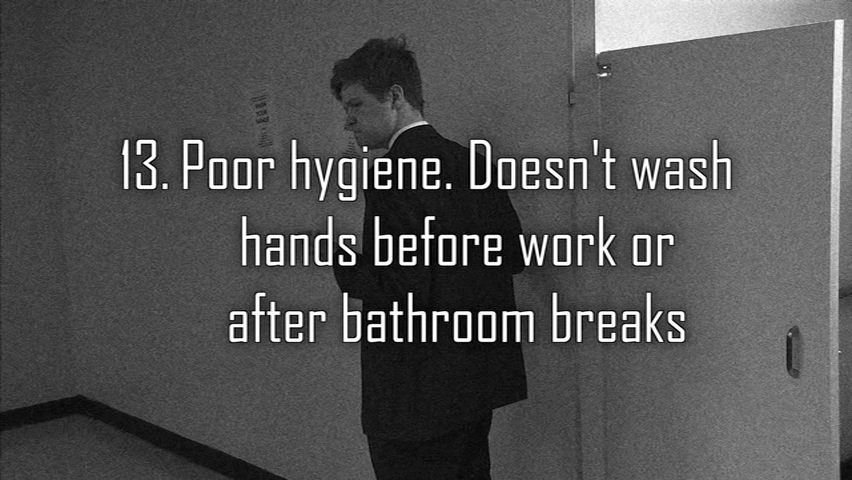 13. Poor hygiene. Doesn't wash
hands before work or
after bathroom breaks